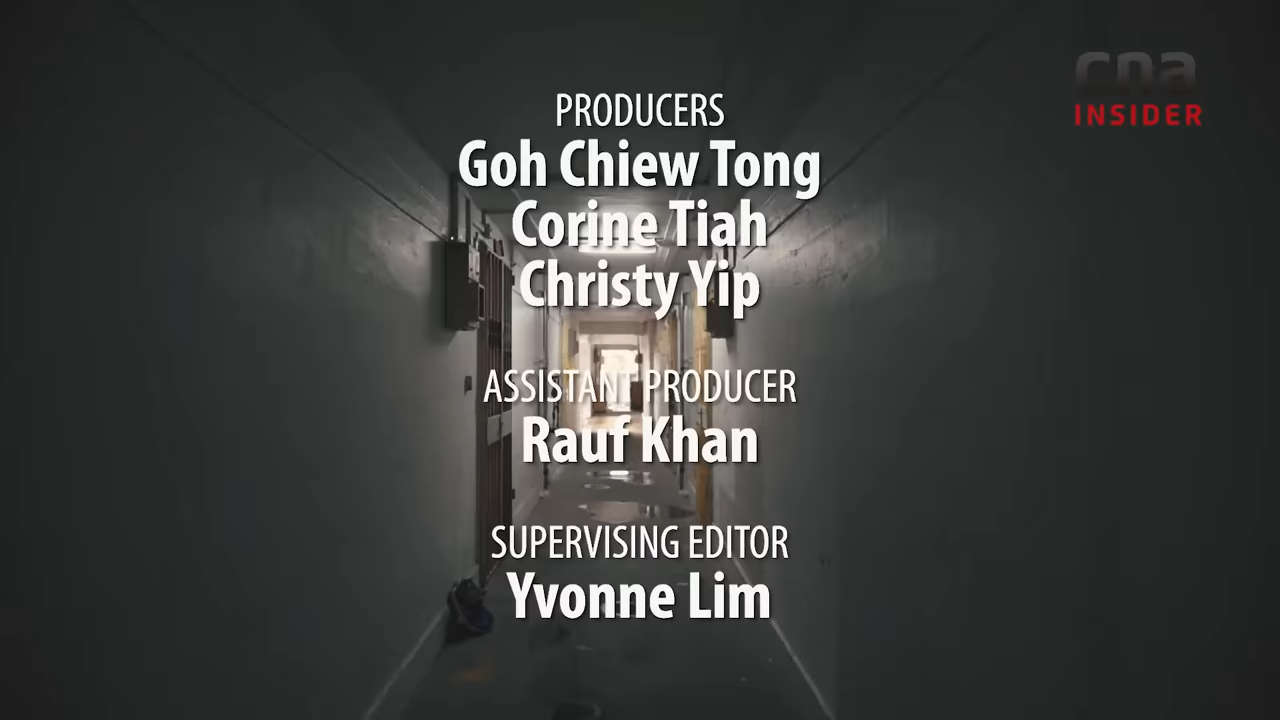 cna
INSIDER
PRODUCERS
Goh Chiew Tong
Corine Tiah
Christy Yip
ASSISTANT PRODUCER
Rauf Khan
SUPERVISING EDITOR
Yvonne Lim